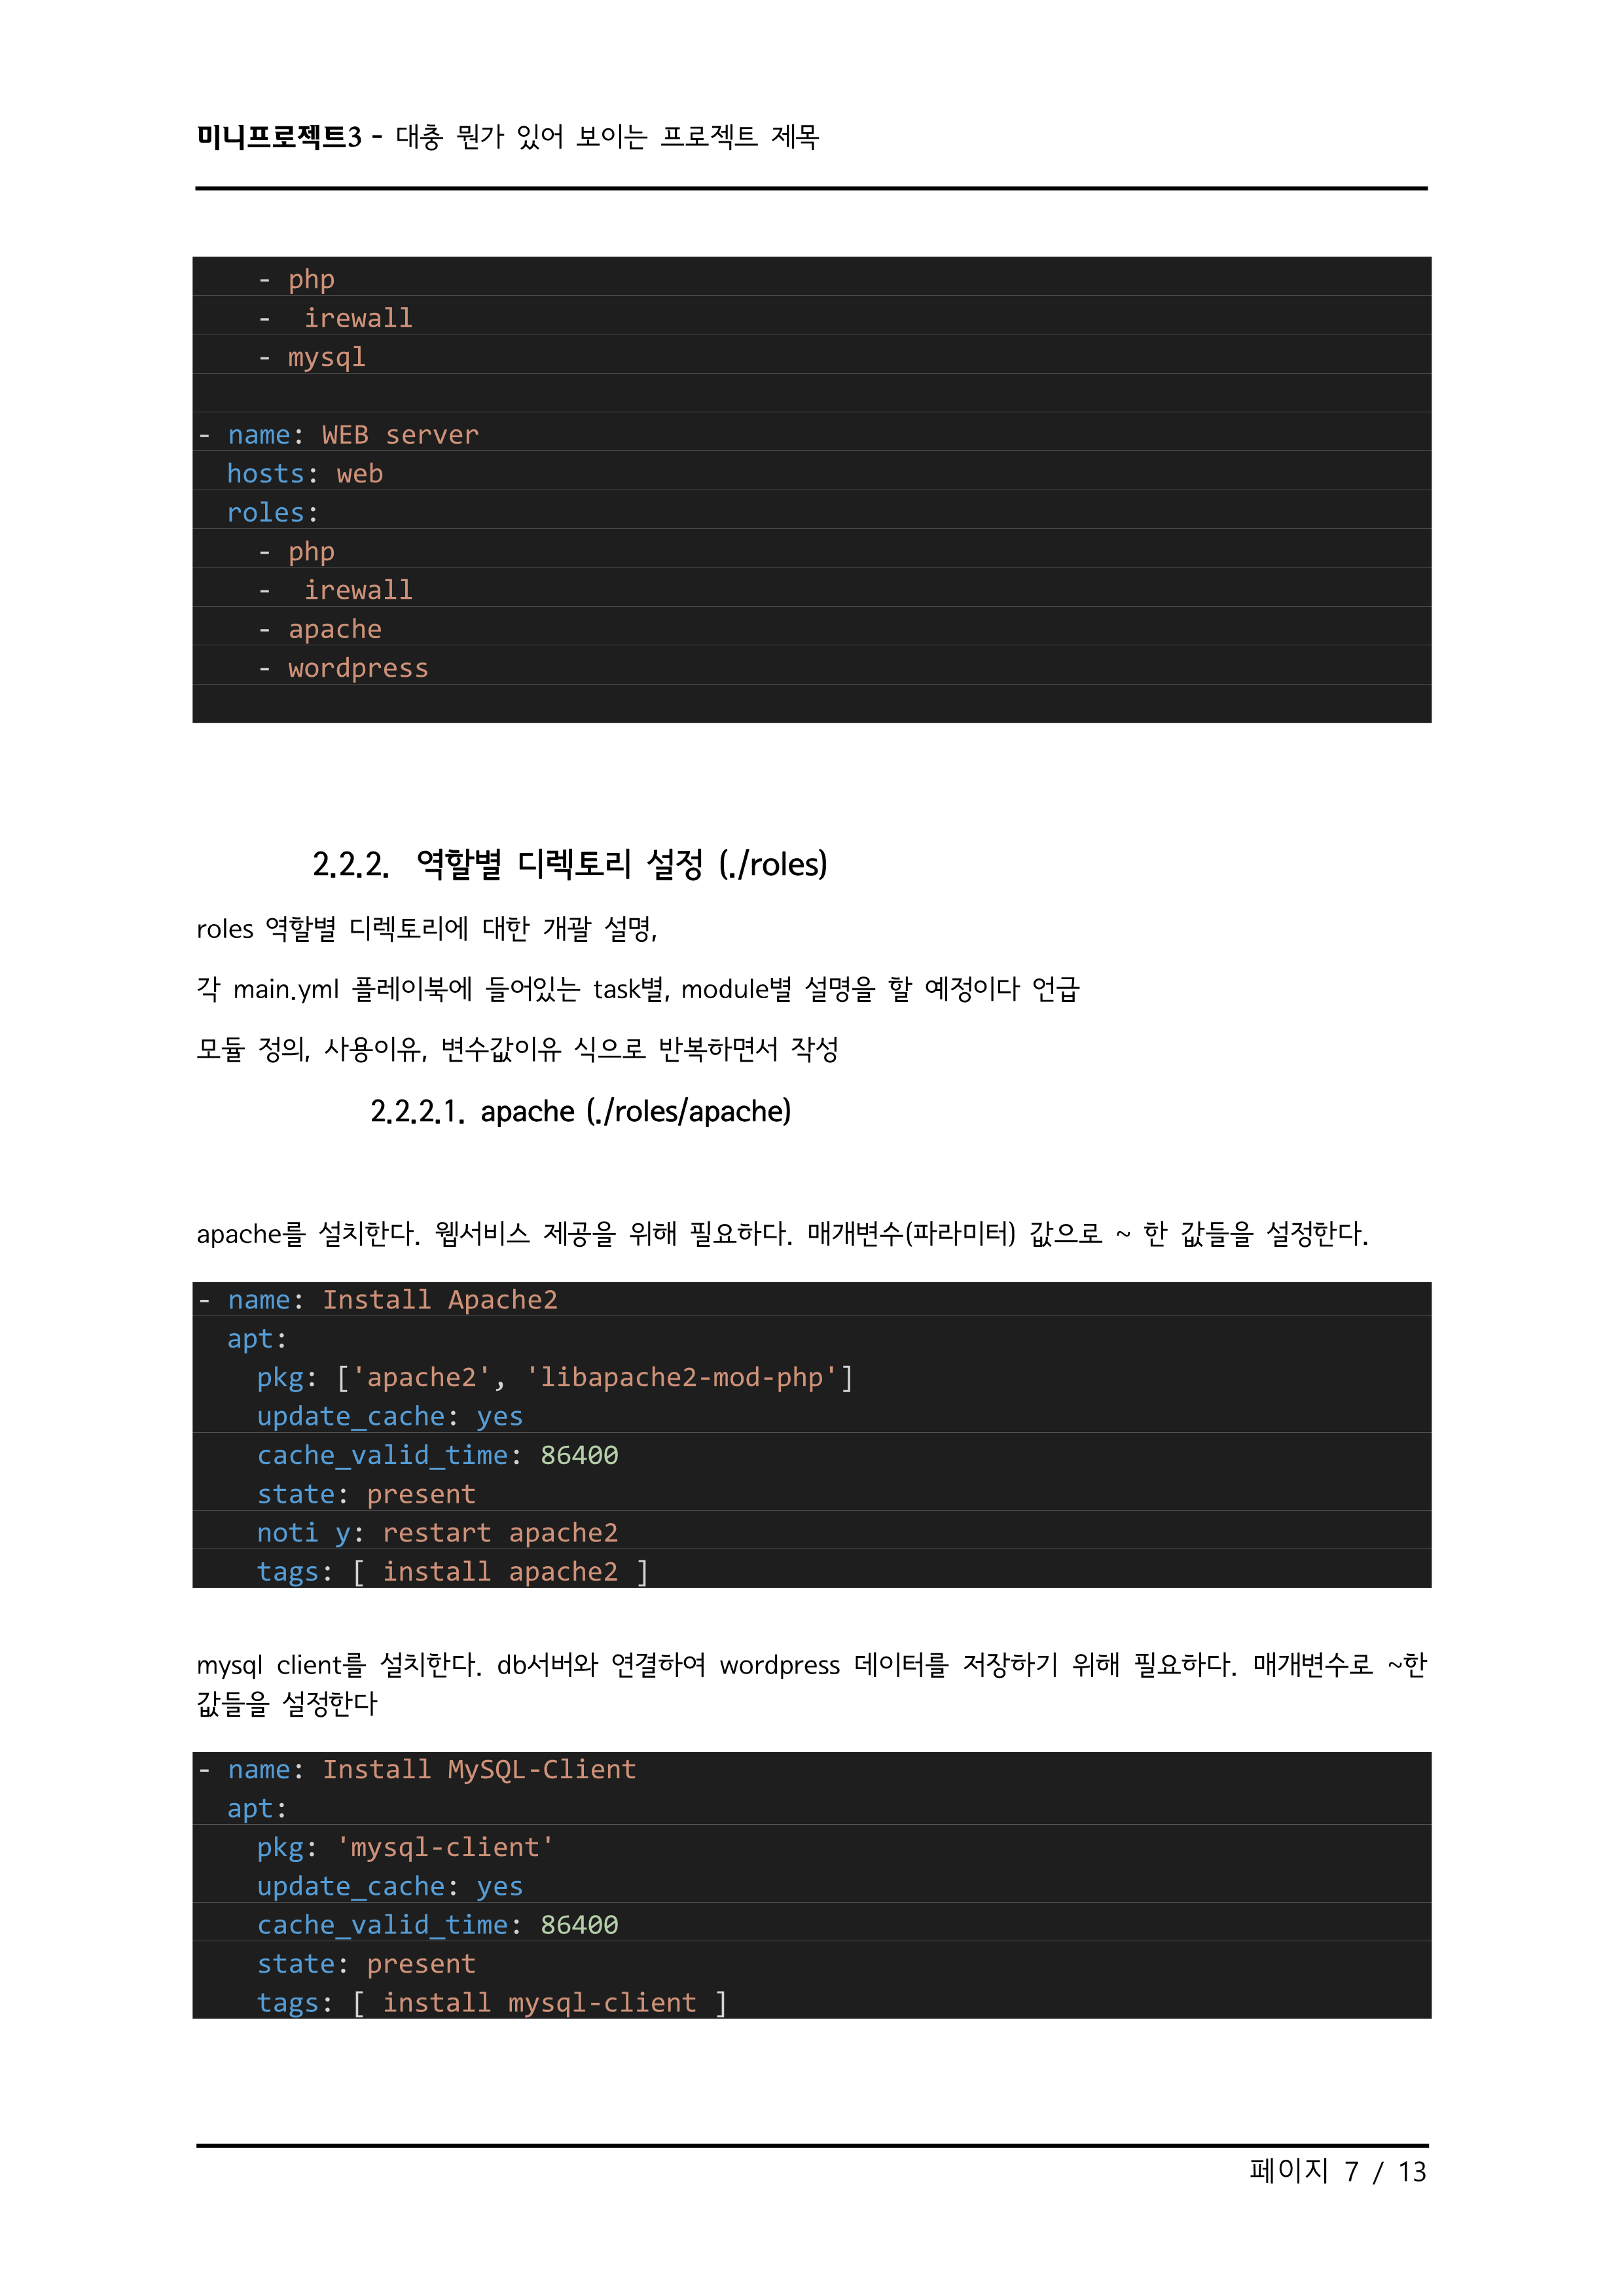 미니프로젝트3 - 대충 뭔가 있어 보이는 프로젝트 제목
    - php
    -  irewall
    - mysql
- name: WEB server
  hosts: web
  roles:
    - php
    -  irewall
    - apache
    - wordpress
2.2.2. 역할별 디렉토리 설정 (./roles)
roles 역할별 디렉토리에 대한 개괄 설명,
각 main.yml 플레이북에 들어있는 task별, module별 설명을 할 예정이다 언급
모듈 정의, 사용이유, 변수값이유 식으로 반복하면서 작성
2.2.2.1. apache (./roles/apache)
apache를 설치한다. 웹서비스 제공을 위해 필요하다. 매개변수(파라미터) 값으로 ~ 한 값들을 설정한다.
- name: Install Apache2
  apt:
    pkg: ['apache2', 'libapache2-mod-php']
    update_cache: yes
    cache_valid_time: 86400
    state: present
    noti y: restart apache2
    tags: [ install apache2 ]
mysql client를 설치한다. db서버와 연결하여 wordpress 데이터를 저장하기 위해 필요하다. 매개변수로 ~한
값들을 설정한다
- name: Install MySQL-Client
  apt:
    pkg: 'mysql-client'
    update_cache: yes
    cache_valid_time: 86400
    state: present
    tags: [ install mysql-client ]
페이지 7 / 13